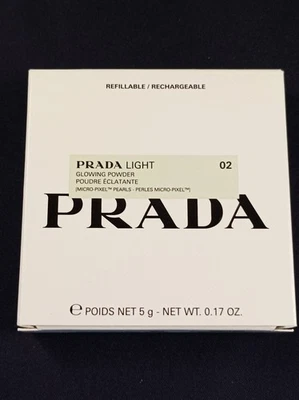 REFILLABLE / RECHARGEABLE
PRADA LIGHT 02
GLOWING POWDER
POUDRE ÉCLATANTE
(MICRO-PIXEL™ PEARLS - PERLES MICRO-PIXEL™)
PRADA
℮ POIDS NET 5 g - NET WT. 0.17 OZ.